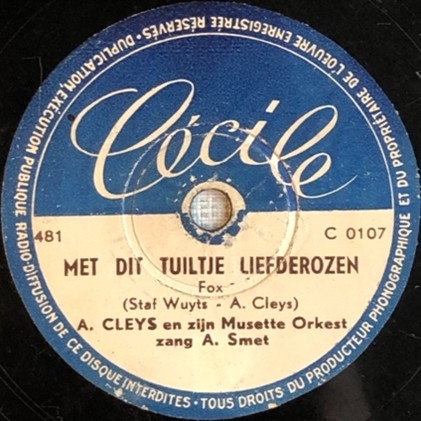 Cécile
481
C 0107
MET DIT TUILTJE LIEFDEROZEN
Fox
(Staf Wuyts - A. Cleys)
A. CLEYS en zijn Musette Orkest
zang A. Smet
TOUS DROITS DU PRODUCTEUR PHONOGRAPHIQUE ET DU PROPRIÉTAIRE DE L'OEUVRE ENREGISTRÉE RÉSERVÉS · DUPLICATION, EXÉCUTION PUBLIQUE RADIO-DIFFUSION DE CE DISQUE INTERDITES ·